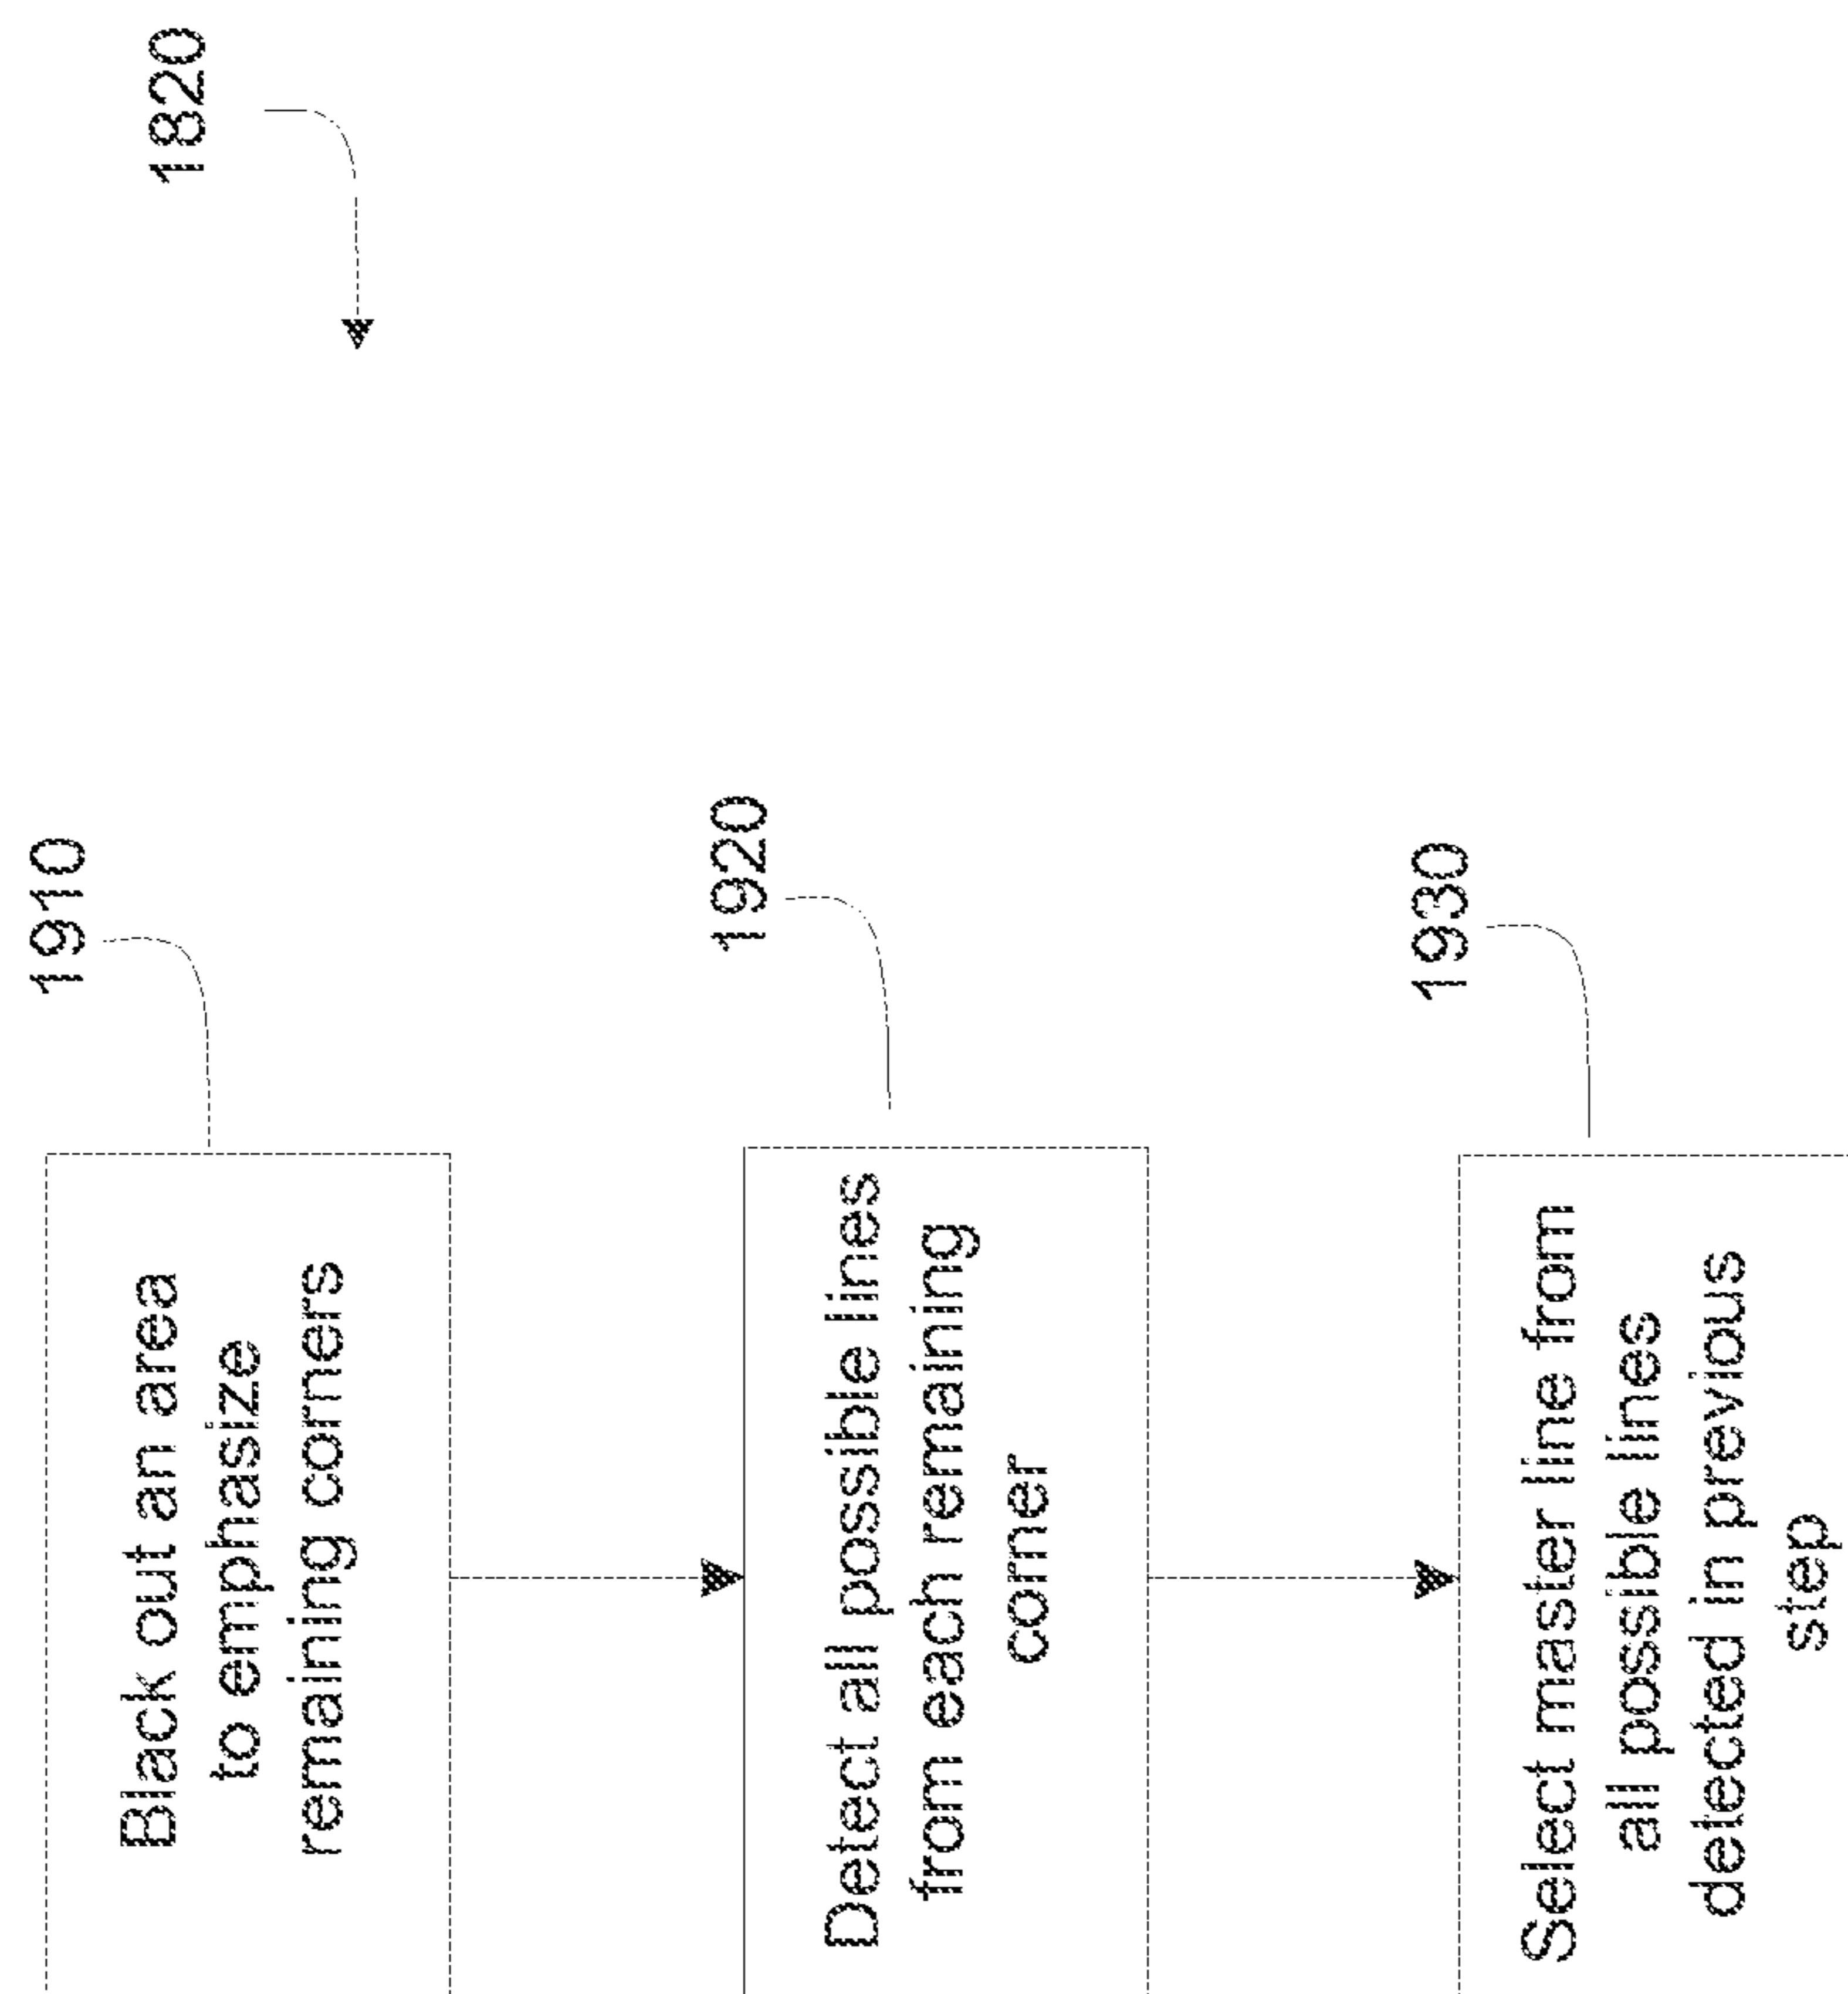 1820
1910
Black out an area
to emphasize
remaining corners
1920
Detect all possible lines
from each remaining
corner
1930
Select master line from
all possible lines
detected in previous
step